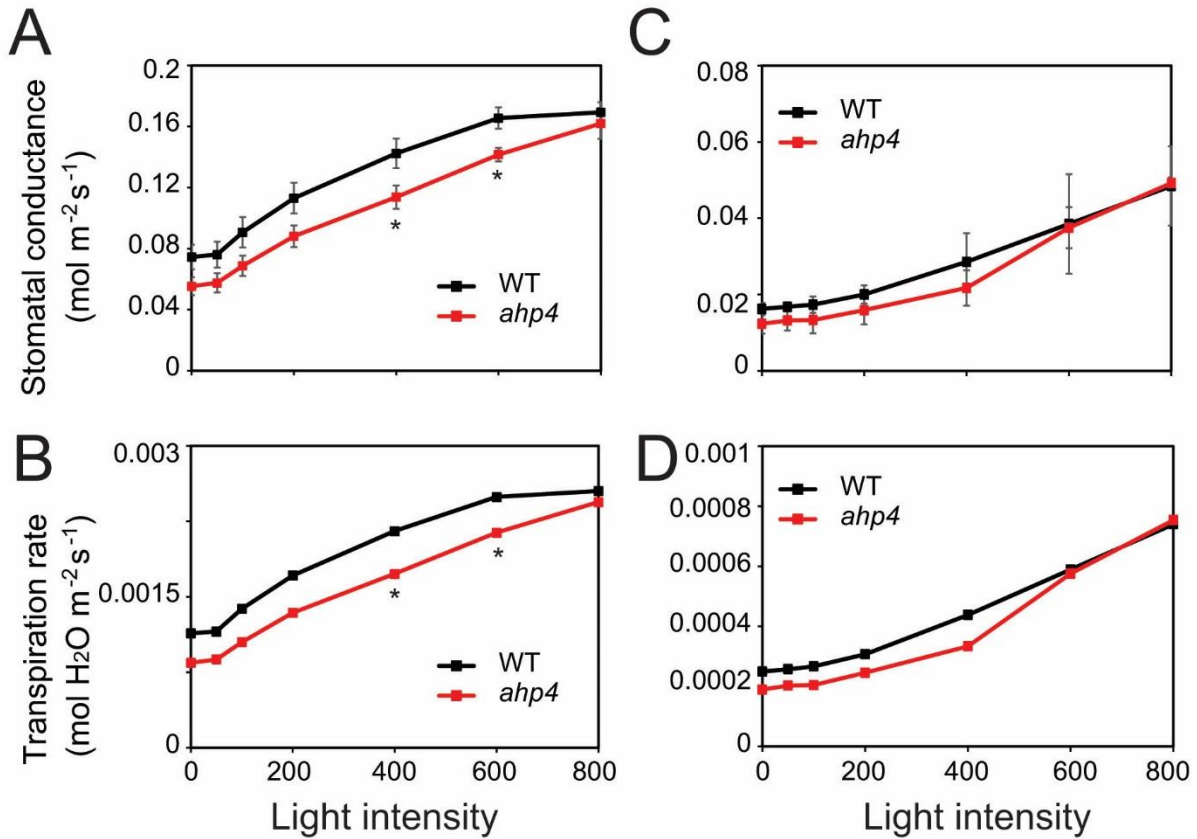 A
Stomatal conductance
(mol m⁻² s⁻¹)
0.2
0.16
0.12
0.08
0.04
0
WT
ahp4
*
*
C
0.08
0.06
0.04
0.02
0
WT
ahp4
B
Transpiration rate
(mol H₂O m⁻² s⁻¹)
0.003
0.0015
0
WT
ahp4
*
*
0 200 400 600 800
Light intensity
D
0.001
0.0008
0.0006
0.0004
0.0002
0
WT
ahp4
0 200 400 600 800
Light intensity